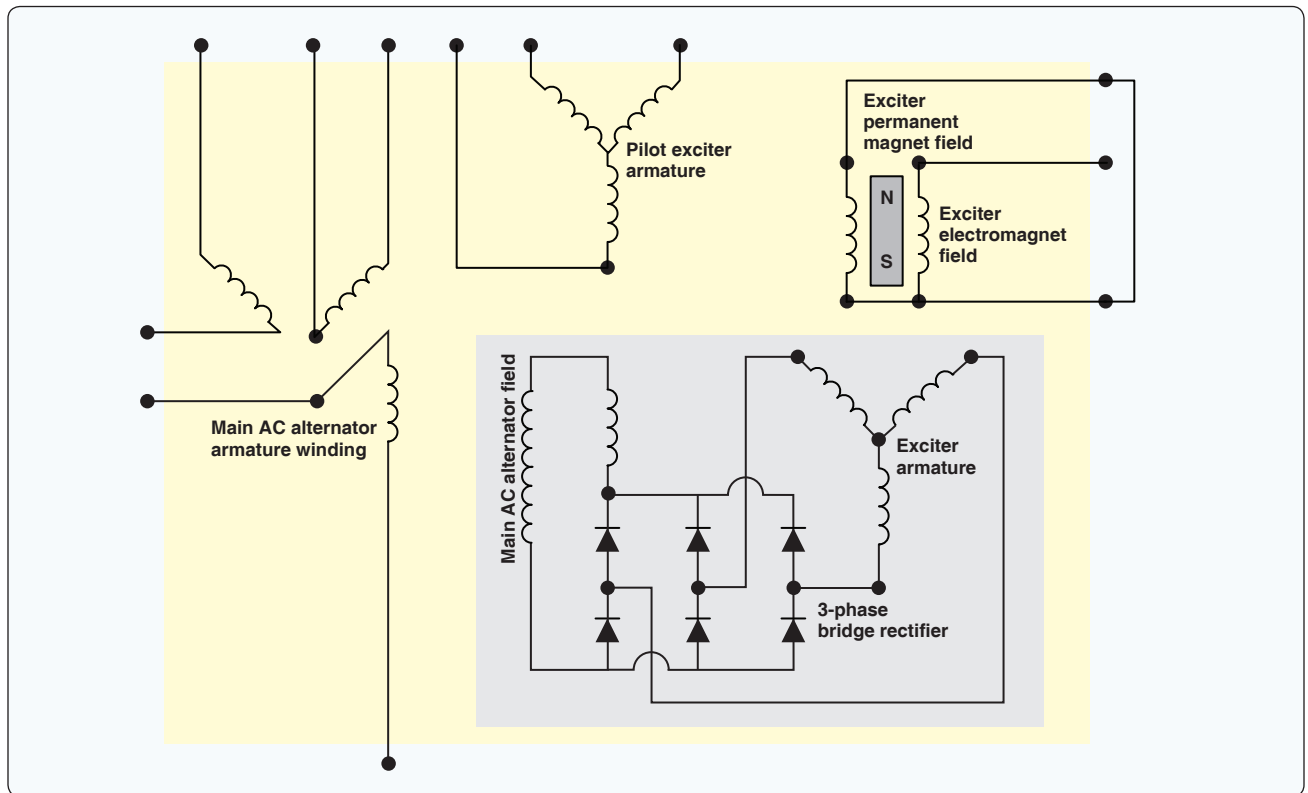 Exciter
permanent
magnet field
Pilot exciter
armature
N
S
Exciter
electromagnet
field
Main AC alternator
armature winding
Main AC alternator field
Exciter
armature
3-phase
bridge rectifier